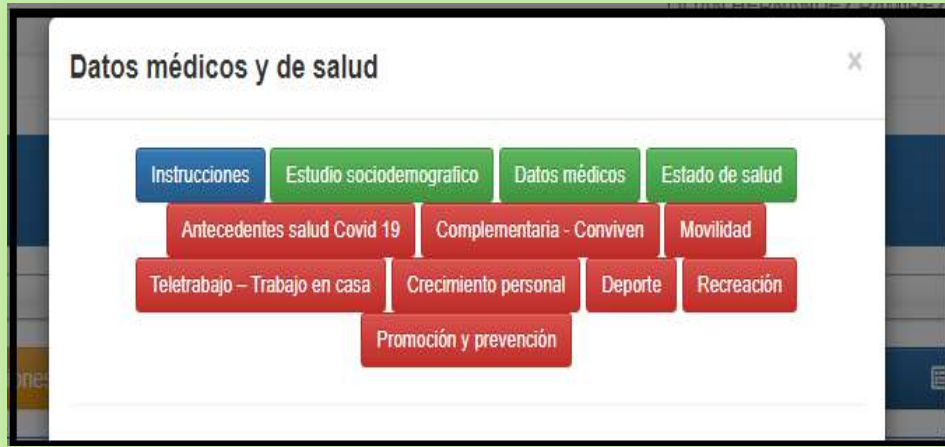 Datos médicos y de salud
×
Instrucciones Estudio sociodemografico Datos médicos Estado de salud
Antecedentes salud Covid 19 Complementaria - Conviven Movilidad
Teletrabajo – Trabajo en casa Crecimiento personal Deporte Recreación
Promoción y prevención